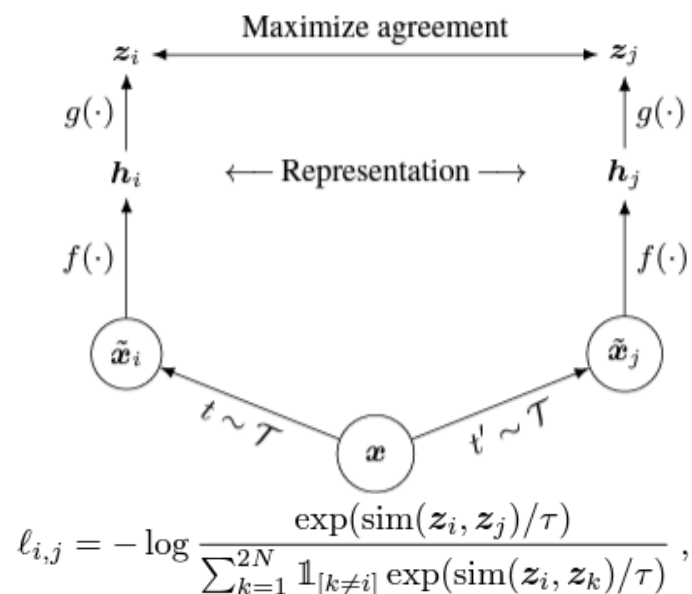 Maximize agreement
z_i z_j
g(·) g(·)
h_i ⟵ Representation ⟶ h_j
f(·) f(·)
x̃_i x̃_j
t ∼ 𝒯 t′ ∼ 𝒯
x
ℓ_{i,j} = − log \frac{exp(sim(z_i, z_j)/τ)}{∑_{k=1}^{2N} 𝟙_{[k≠i]} exp(sim(z_i, z_k)/τ)} ,